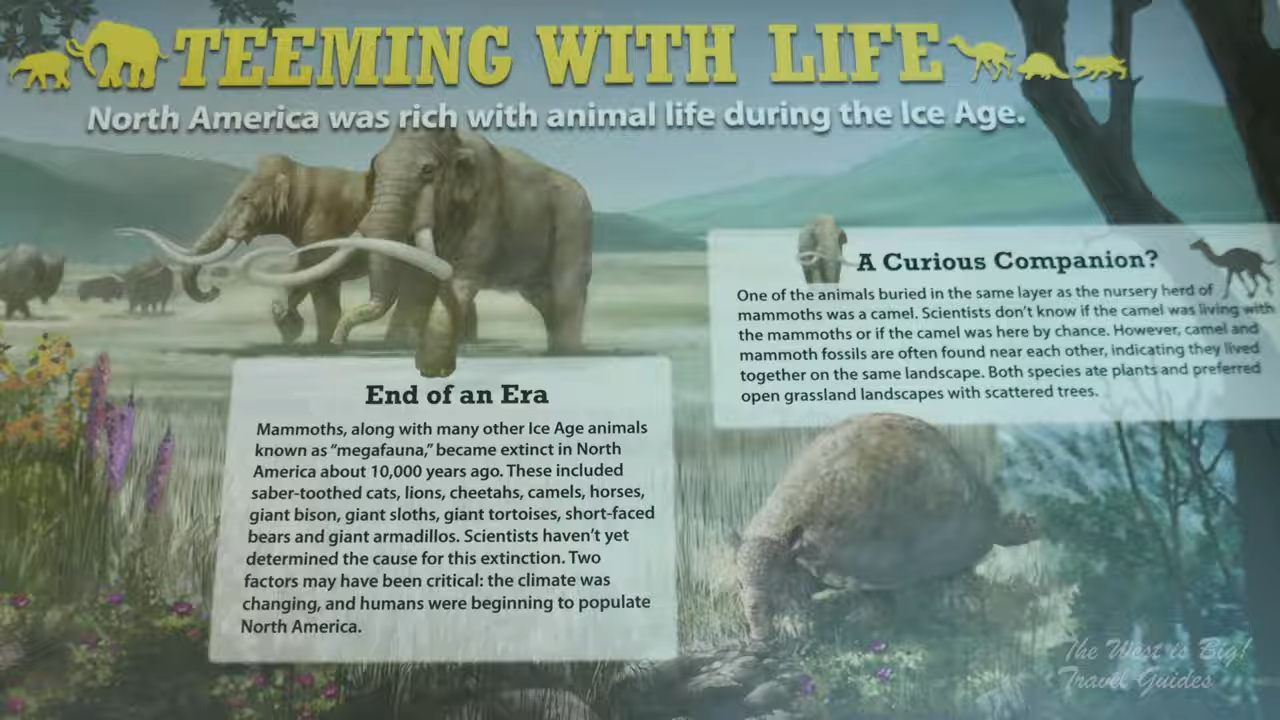 TEEMING WITH LIFE
North America was rich with animal life during the Ice Age.
End of an Era
Mammoths, along with many other Ice Age animals
known as “megafauna,” became extinct in North
America about 10,000 years ago. These included
saber-toothed cats, lions, cheetahs, camels, horses,
giant bison, giant sloths, giant tortoises, short-faced
bears and giant armadillos. Scientists haven’t yet
determined the cause for this extinction. Two
factors may have been critical: the climate was
changing, and humans were beginning to populate
North America.
A Curious Companion?
One of the animals buried in the same layer as the nursery herd of
mammoths was a camel. Scientists don’t know if the camel was living with
the mammoths or if the camel was here by chance. However, camel and
mammoth fossils are often found near each other, indicating they lived
together on the same landscape. Both species ate plants and preferred
open grassland landscapes with scattered trees.
The West is Big!
Travel Guides